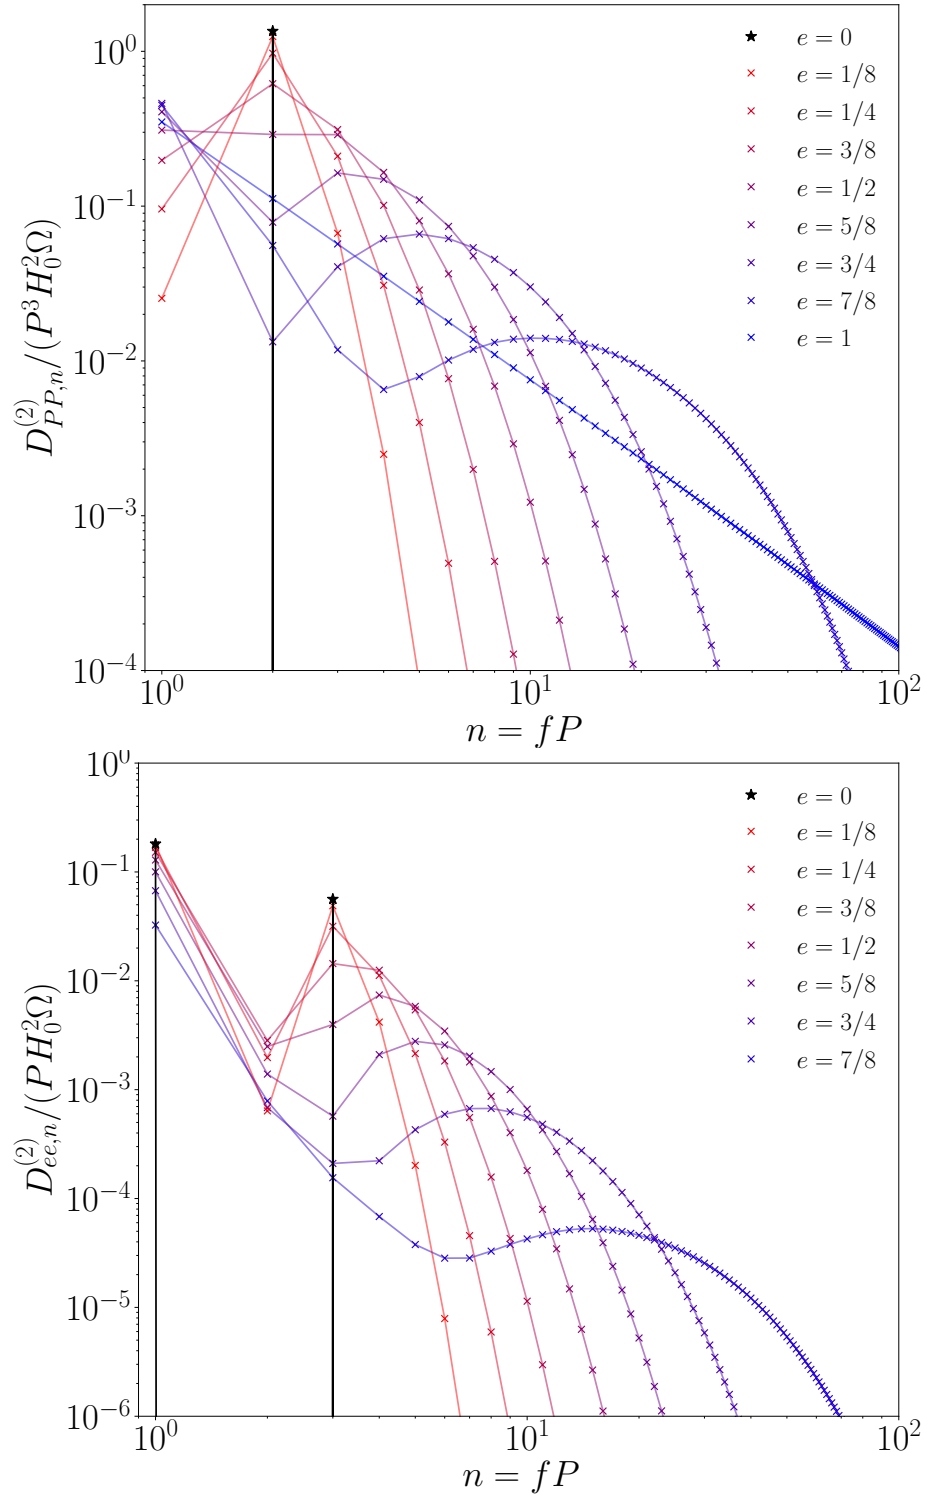 10^0
10^{-1}
10^{-2}
10^{-3}
10^{-4}
D^{(2)}_{PP,n}/(P^3 H_0^2 Ω)
e = 0
e = 1/8
e = 1/4
e = 3/8
e = 1/2
e = 5/8
e = 3/4
e = 7/8
e = 1
10^0 10^1 10^2
n = fP
10^0
10^{-1}
10^{-2}
10^{-3}
10^{-4}
10^{-5}
10^{-6}
D^{(2)}_{ee,n}/(P H_0^2 Ω)
e = 0
e = 1/8
e = 1/4
e = 3/8
e = 1/2
e = 5/8
e = 3/4
e = 7/8
10^0 10^1 10^2
n = fP